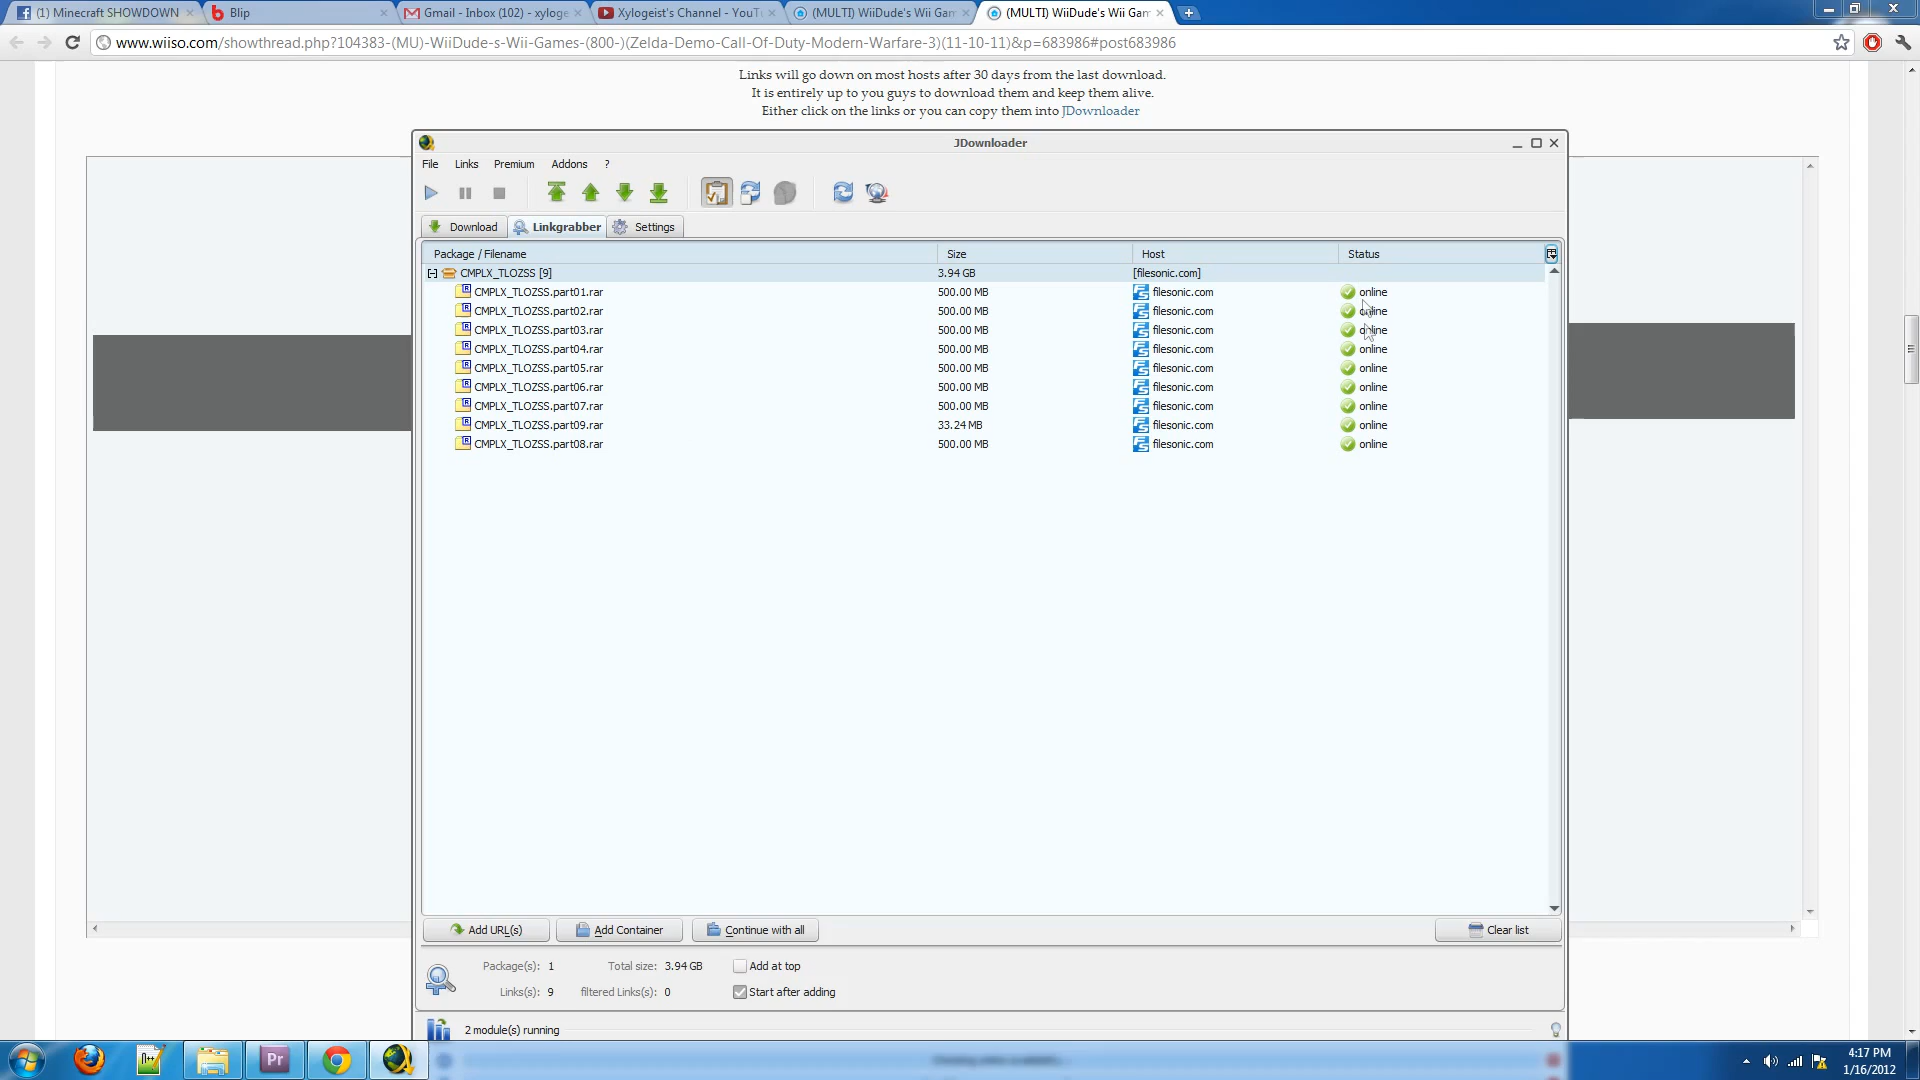 (1) Minecraft SHOWDOWN
Blip
Gmail - Inbox (102) - xyloge
Xylogeist's Channel - YouTu
(MULTI) WiiDude's Wii Gam
(MULTI) WiiDude's Wii Gam
www.wiiso.com/showthread.php?104383-(MU)-WiiDude-s-Wii-Games-(800-)(Zelda-Demo-Call-Of-Duty-Modern-Warfare-3)(11-10-11)&p=683986#post683986
Links will go down on most hosts after 30 days from the last download.
It is entirely up to you guys to download them and keep them alive.
Either click on the links or you can copy them into JDownloader
JDownloader
File Links Premium Addons ?
Download Linkgrabber Settings
Package / Filename Size Host Status
CMPLX_TLOZSS [9] 3.94 GB [filesonic.com]
CMPLX_TLOZSS.part01.rar 500.00 MB filesonic.com online
CMPLX_TLOZSS.part02.rar 500.00 MB filesonic.com online
CMPLX_TLOZSS.part03.rar 500.00 MB filesonic.com online
CMPLX_TLOZSS.part04.rar 500.00 MB filesonic.com online
CMPLX_TLOZSS.part05.rar 500.00 MB filesonic.com online
CMPLX_TLOZSS.part06.rar 500.00 MB filesonic.com online
CMPLX_TLOZSS.part07.rar 500.00 MB filesonic.com online
CMPLX_TLOZSS.part09.rar 33.24 MB filesonic.com online
CMPLX_TLOZSS.part08.rar 500.00 MB filesonic.com online
Add URL(s) Add Container Continue with all Clear list
Package(s): 1 Total size: 3.94 GB Add at top
Links(s): 9 filtered Links(s): 0 Start after adding
2 module(s) running
Pr
4:17 PM
1/16/2012